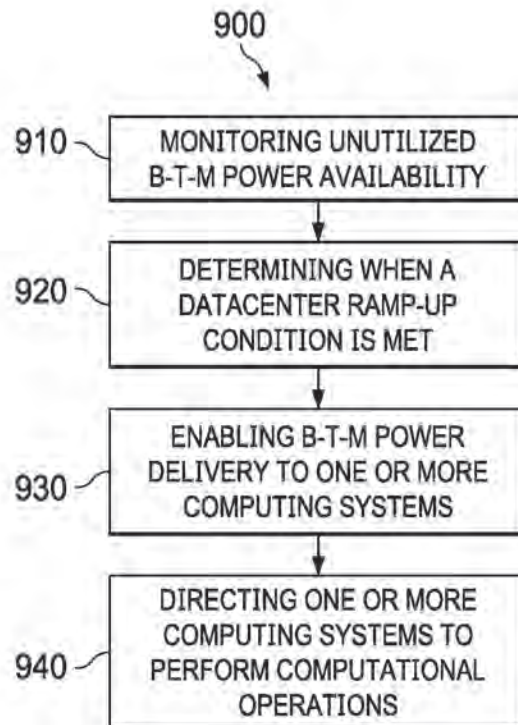 900
910
MONITORING UNUTILIZED
B-T-M POWER AVAILABILITY
920
DETERMINING WHEN A
DATACENTER RAMP-UP
CONDITION IS MET
930
ENABLING B-T-M POWER
DELIVERY TO ONE OR MORE
COMPUTING SYSTEMS
940
DIRECTING ONE OR MORE
COMPUTING SYSTEMS TO
PERFORM COMPUTATIONAL
OPERATIONS